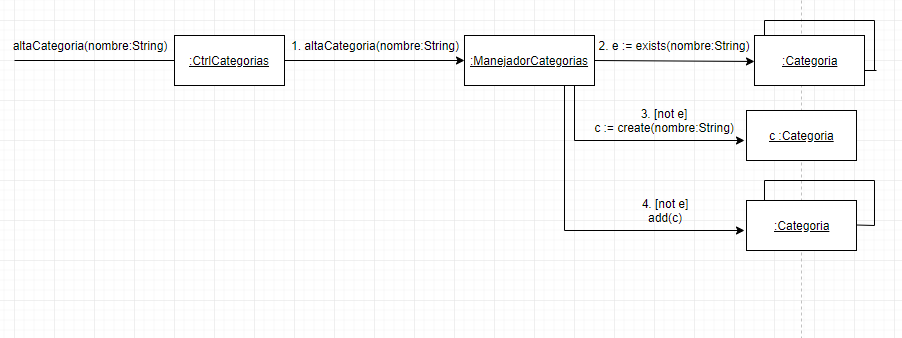 altaCategoria(nombre:String)
:CtrlCategorias
1. altaCategoria(nombre:String)
:ManejadorCategorias
2. e := exists(nombre:String)
:Categoria
3. [not e]
c := create(nombre:String)
c :Categoria
4. [not e]
add(c)
:Categoria